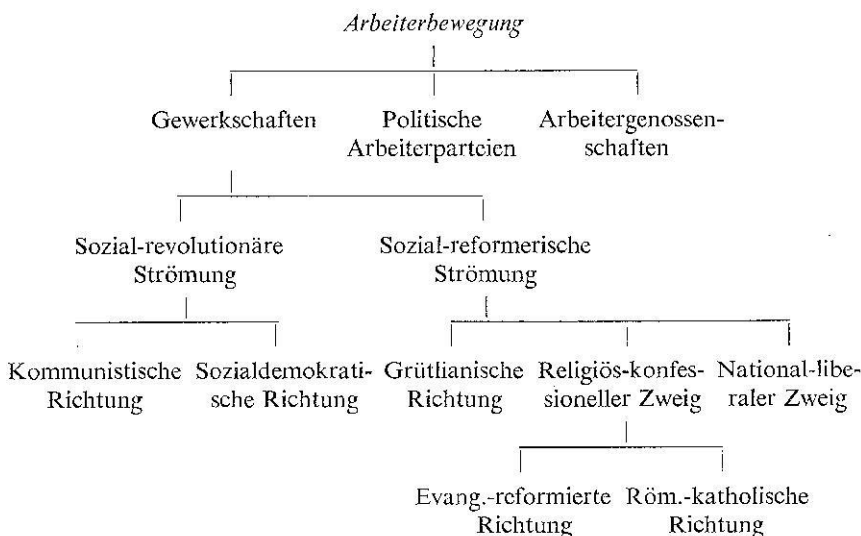 Arbeiterbewegung
Gewerkschaften Politische Arbeitergenossen-
Arbeiterparteien schaften
Sozial-revolutionäre Sozial-reformerische
Strömung Strömung
Kommunistische Sozialdemokrati- Grütlianische Religiös-konfes- National-libe-
Richtung sche Richtung Richtung sioneller Zweig raler Zweig
Evang.-reformierte Röm.-katholische
Richtung Richtung